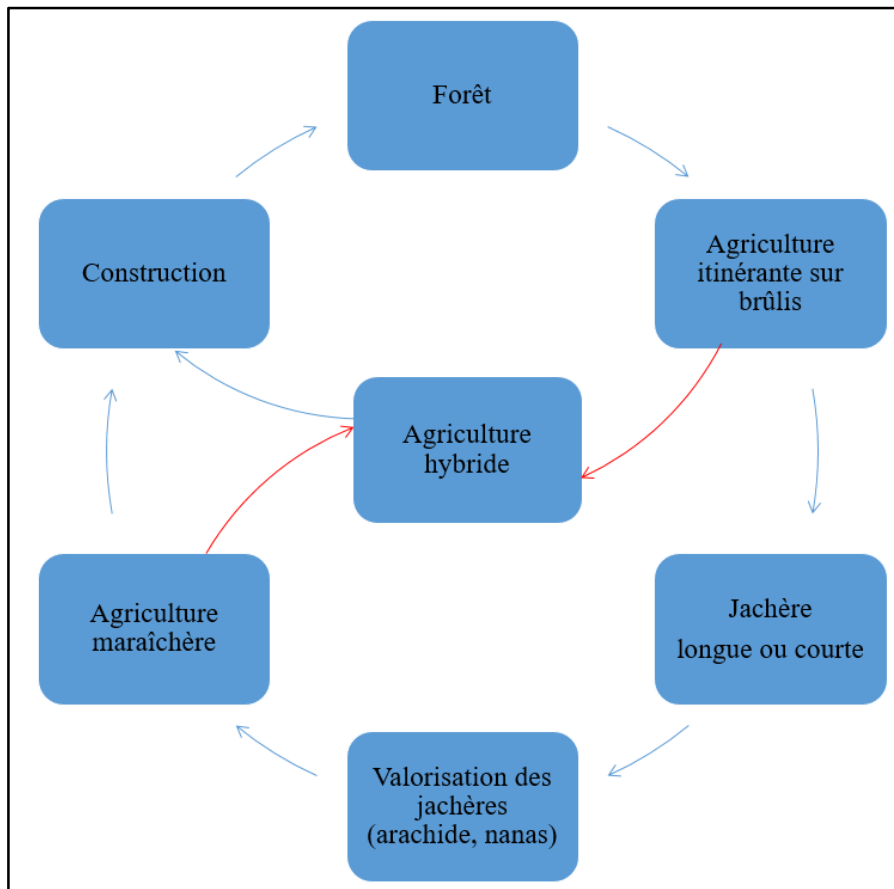 Forêt
Agriculture
itinérante sur
brûlis
Construction
Agriculture
hybride
Jachère
longue ou courte
Agriculture
maraîchère
Valorisation des
jachères
(arachide, nanas)